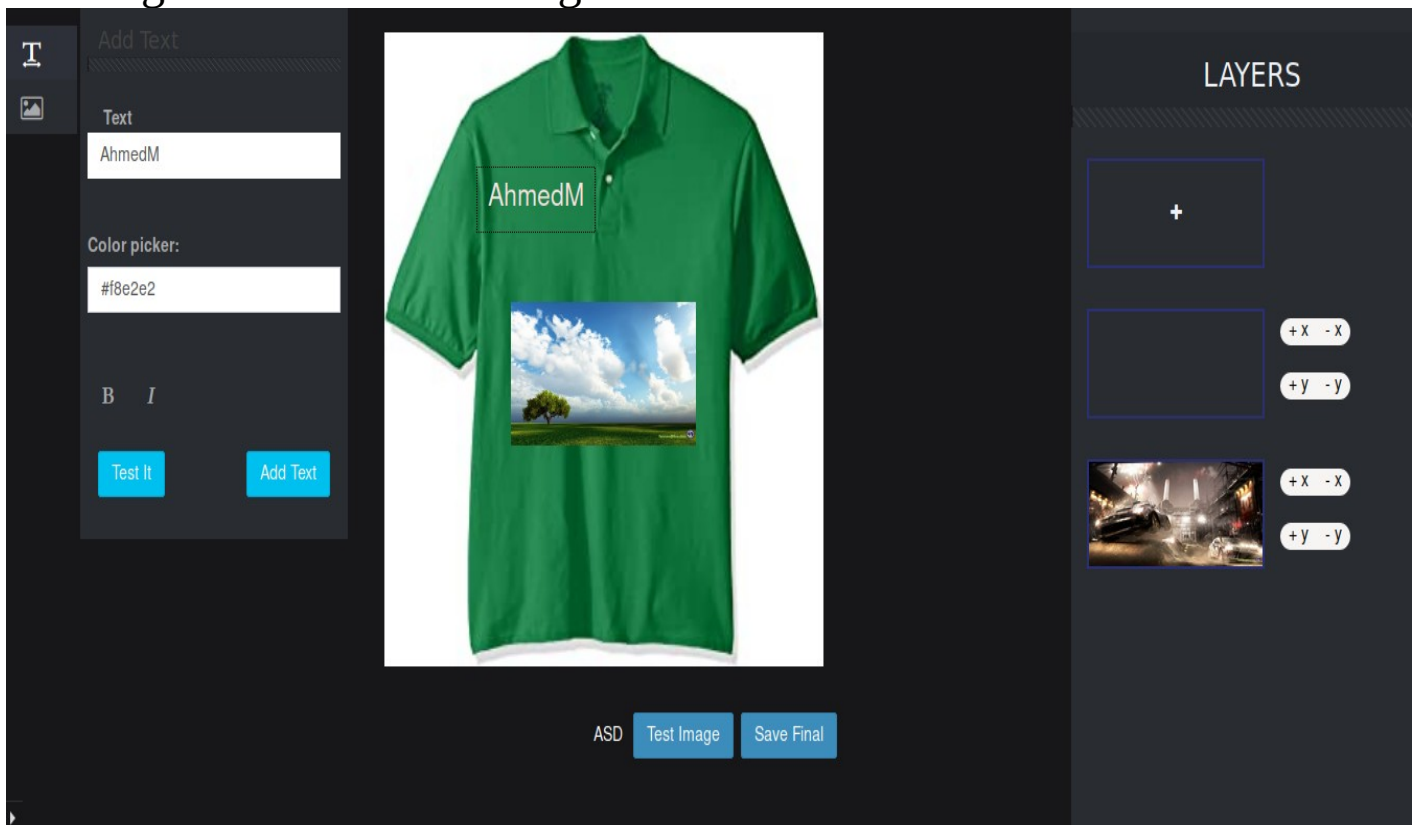 Add Text
Text
AhmedM
Color picker:
#f8e2e2
B I
Test It Add Text
AhmedM
ASD Test Image Save Final
LAYERS
+
+ x - x
+ y - y
+ x - x
+ y - y